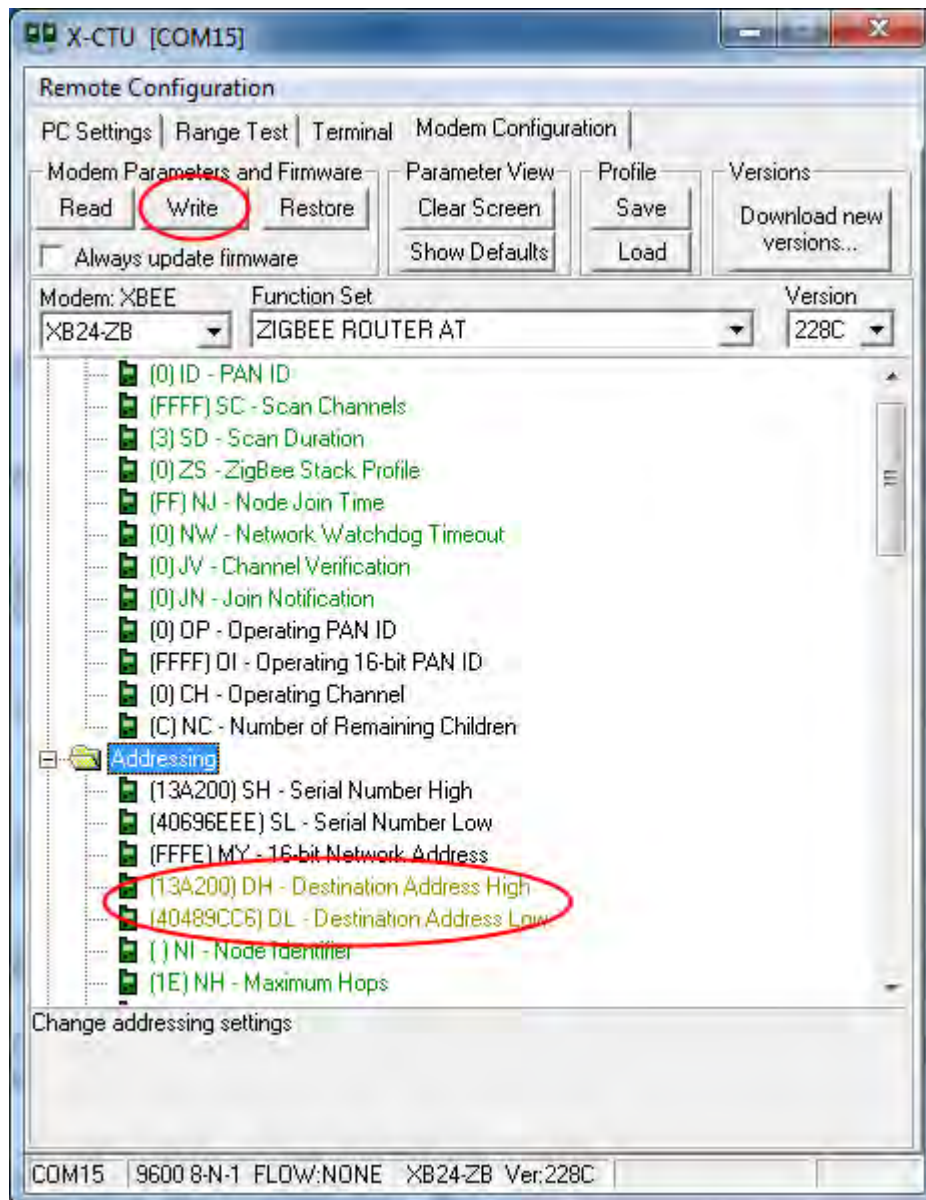 X-CTU [COM15]
Remote Configuration
PC Settings Range Test Terminal Modem Configuration
Modem Parameters and Firmware Parameter View Profile Versions
Read Write Restore Clear Screen Save Download new versions...
Always update firmware Show Defaults Load
Modem: XBEE Function Set Version
XB24-ZB ZIGBEE ROUTER AT 228C
(0) ID - PAN ID
(FFFF) SC - Scan Channels
(3) SD - Scan Duration
(0) ZS - ZigBee Stack Profile
(FF) NJ - Node Join Time
(0) NW - Network Watchdog Timeout
(0) JV - Channel Verification
(0) JN - Join Notification
(0) OP - Operating PAN ID
(FFFF) OI - Operating 16-bit PAN ID
(0) CH - Operating Channel
(C) NC - Number of Remaining Children
Addressing
(13A200) SH - Serial Number High
(40696EEE) SL - Serial Number Low
(FFFE) MY - 16-bit Network Address
(13A200) DH - Destination Address High
(40489CC6) DL - Destination Address Low
( ) NI - Node Identifier
(1E) NH - Maximum Hops
Change addressing settings
COM15 9600 8-N-1 FLOW:NONE XB24-ZB Ver:228C